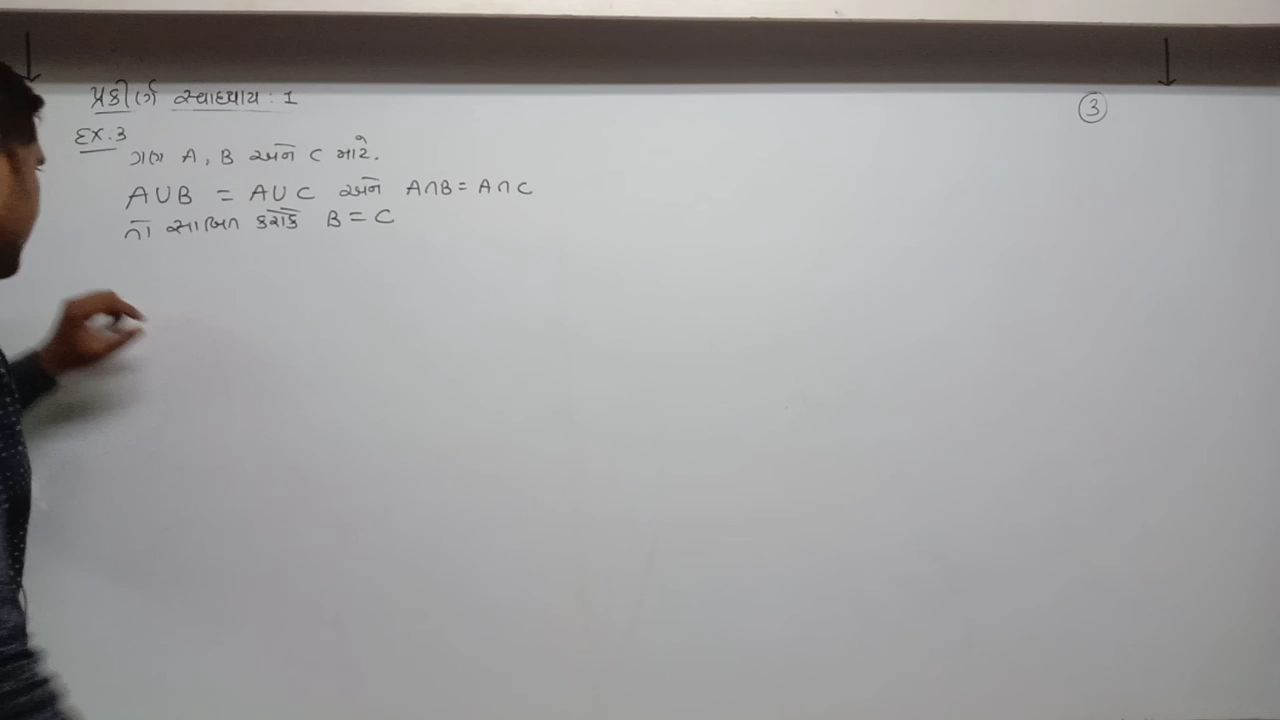 પ્રકીર્ણ સ્વાધ્યાય : 1
③
Ex. 3
ગણ A, B અને C માટે.
A∪B = A∪C અને A∩B = A∩C
તો સાબિત કરોકે B = C